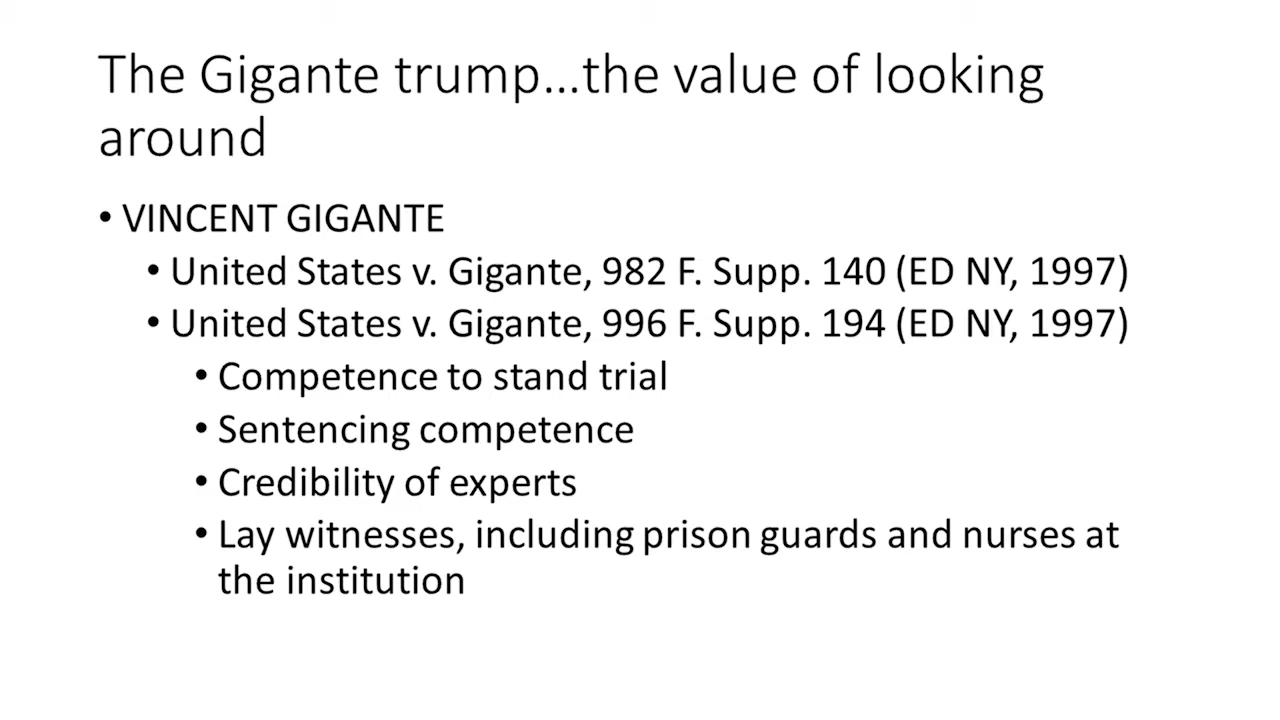 The Gigante trump...the value of looking
around
• VINCENT GIGANTE
• United States v. Gigante, 982 F. Supp. 140 (ED NY, 1997)
• United States v. Gigante, 996 F. Supp. 194 (ED NY, 1997)
• Competence to stand trial
• Sentencing competence
• Credibility of experts
• Lay witnesses, including prison guards and nurses at
the institution